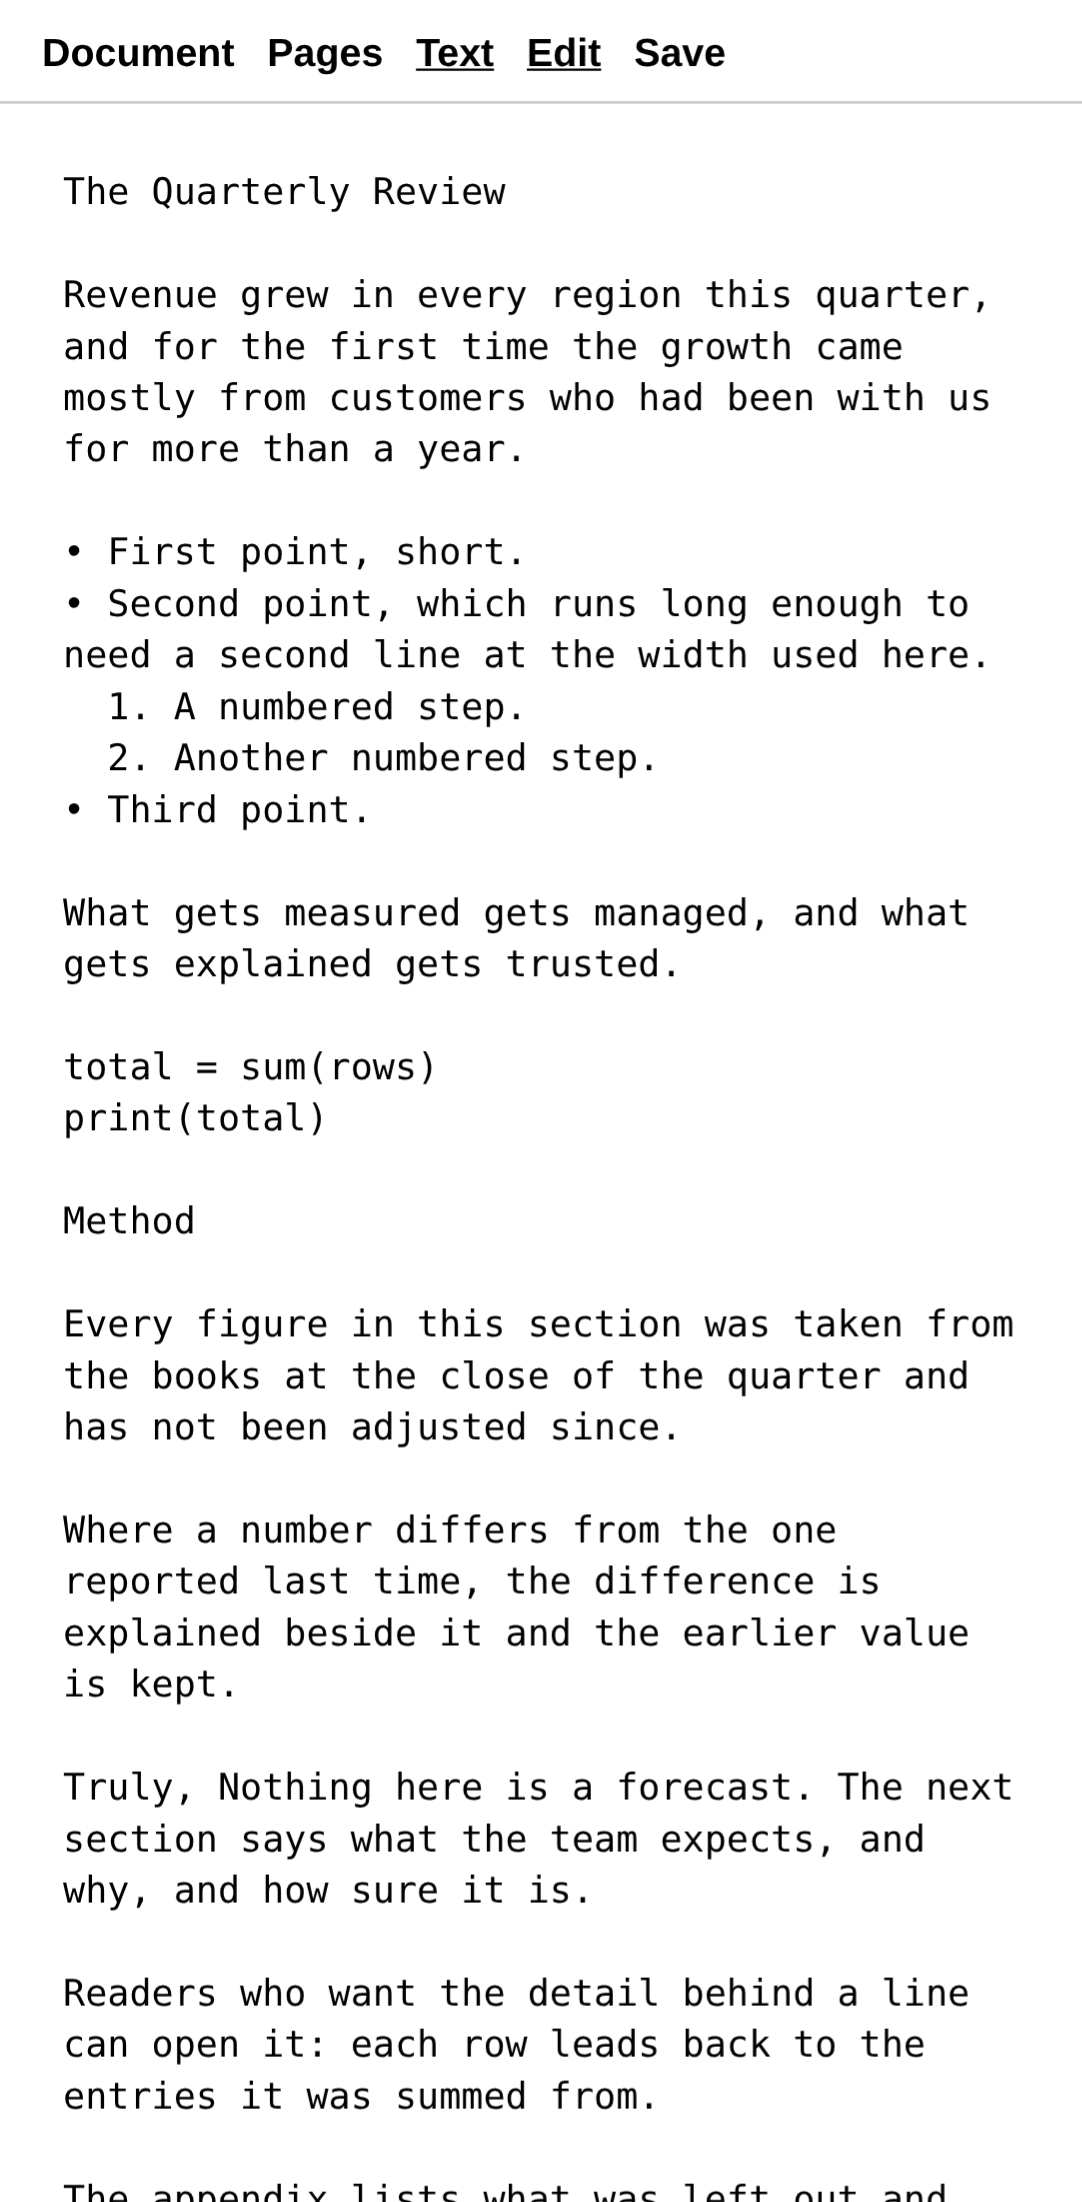 Document Pages Text Edit Save
The Quarterly Review
Revenue grew in every region this quarter,
and for the first time the growth came
mostly from customers who had been with us
for more than a year.
• First point, short.
• Second point, which runs long enough to
need a second line at the width used here.
1. A numbered step.
2. Another numbered step.
• Third point.
What gets measured gets managed, and what
gets explained gets trusted.
total = sum(rows)
print(total)
Method
Every figure in this section was taken from
the books at the close of the quarter and
has not been adjusted since.
Where a number differs from the one
reported last time, the difference is
explained beside it and the earlier value
is kept.
Truly, Nothing here is a forecast. The next
section says what the team expects, and
why, and how sure it is.
Readers who want the detail behind a line
can open it: each row leads back to the
entries it was summed from.
The appendix lists what was left out and